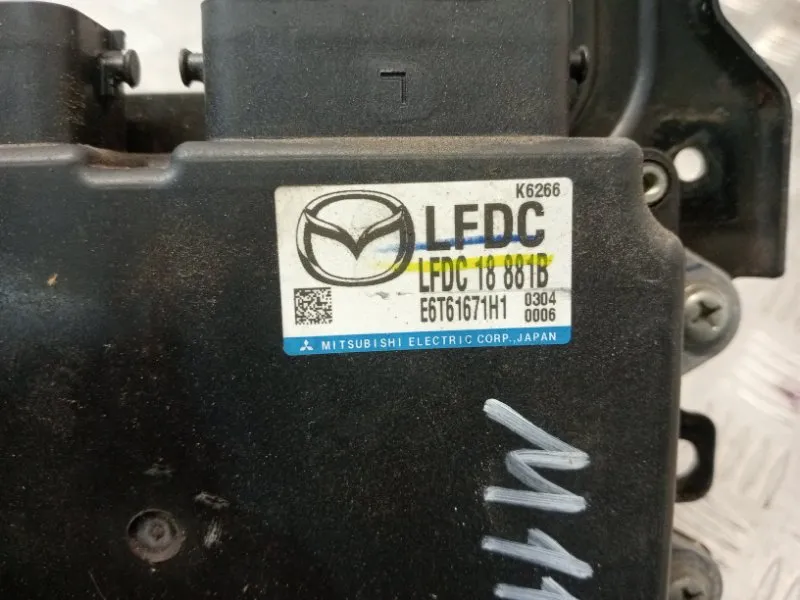 K6266
LFDC
LFDC 18 881B
E6T61671H1 0304
0006
MITSUBISHI ELECTRIC CORP., JAPAN